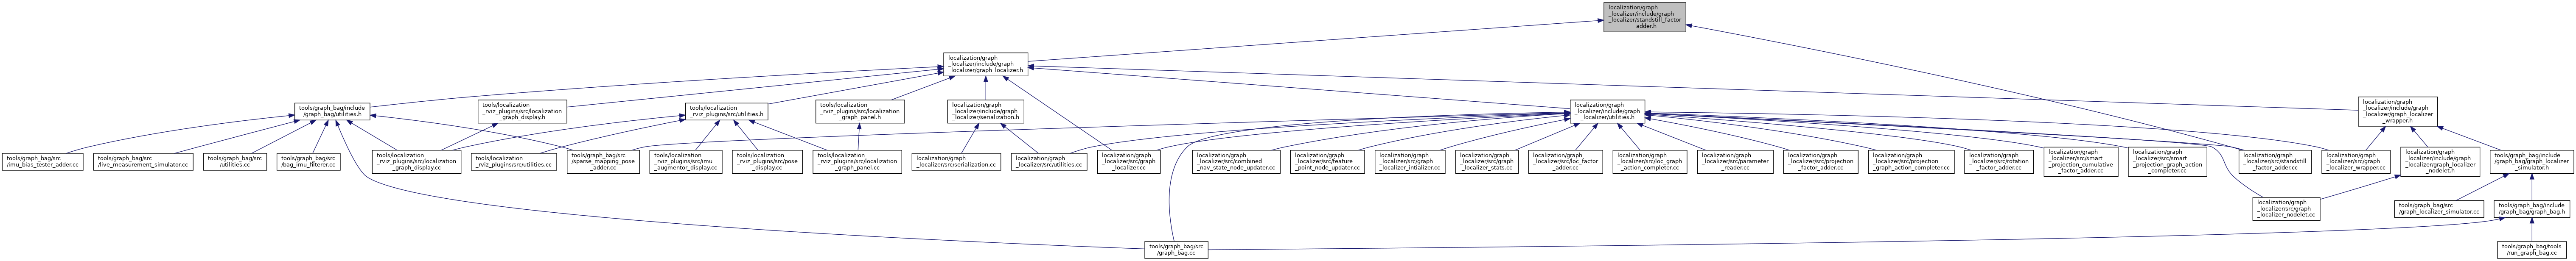 localization/graph
_localizer/include/graph
_localizer/standstill_factor
_adder.h
localization/graph
_localizer/include/graph
_localizer/graph_localizer.h
tools/graph_bag/include
/graph_bag/utilities.h
tools/localization
_rviz_plugins/src/localization
_graph_display.h
tools/localization
_rviz_plugins/src/utilities.h
tools/localization
_rviz_plugins/src/localization
_graph_panel.h
localization/graph
_localizer/include/graph
_localizer/serialization.h
localization/graph
_localizer/include/graph
_localizer/utilities.h
localization/graph
_localizer/include/graph
_localizer/graph_localizer
_wrapper.h
tools/graph_bag/src
/imu_bias_tester_adder.cc
tools/graph_bag/src
/live_measurement_simulator.cc
tools/graph_bag/src
/utilities.cc
tools/graph_bag/src
/bag_imu_filterer.cc
tools/localization
_rviz_plugins/src/localization
_graph_display.cc
tools/localization
_rviz_plugins/src/utilities.cc
tools/graph_bag/src
/sparse_mapping_pose
_adder.cc
tools/localization
_rviz_plugins/src/imu
_augmentor_display.cc
tools/localization
_rviz_plugins/src/pose
_display.cc
tools/localization
_rviz_plugins/src/localization
_graph_panel.cc
localization/graph
_localizer/src/serialization.cc
localization/graph
_localizer/src/utilities.cc
localization/graph
_localizer/src/graph
_localizer.cc
localization/graph
_localizer/src/combined
_nav_state_node_updater.cc
localization/graph
_localizer/src/feature
_point_node_updater.cc
localization/graph
_localizer/src/graph
_localizer_intializer.cc
localization/graph
_localizer/src/graph
_localizer_stats.cc
localization/graph
_localizer/src/loc_factor
_adder.cc
localization/graph
_localizer/src/loc_graph
_action_completer.cc
localization/graph
_localizer/src/parameter
_reader.cc
localization/graph
_localizer/src/projection
_factor_adder.cc
localization/graph
_localizer/src/projection
_graph_action_completer.cc
localization/graph
_localizer/src/rotation
_factor_adder.cc
localization/graph
_localizer/src/smart
_projection_cumulative
_factor_adder.cc
localization/graph
_localizer/src/smart
_projection_graph_action
_completer.cc
localization/graph
_localizer/src/standstill
_factor_adder.cc
localization/graph
_localizer/src/graph
_localizer_wrapper.cc
localization/graph
_localizer/include/graph
_localizer/graph_localizer
_nodelet.h
tools/graph_bag/include
/graph_bag/graph_localizer
_simulator.h
localization/graph
_localizer/src/graph
_localizer_nodelet.cc
tools/graph_bag/src
/graph_localizer_simulator.cc
tools/graph_bag/include
/graph_bag/graph_bag.h
tools/graph_bag/src
/graph_bag.cc
tools/graph_bag/tools
/run_graph_bag.cc